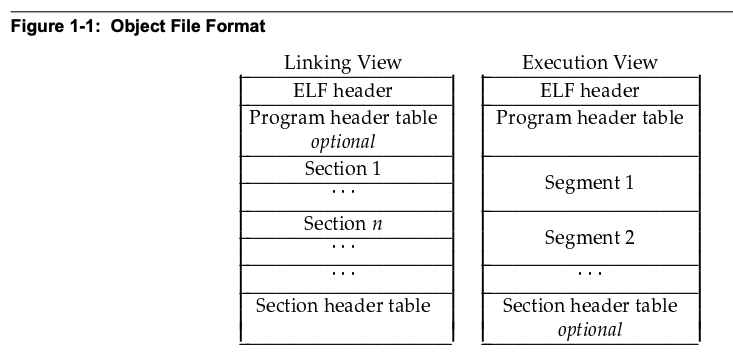 Figure 1-1: Object File Format
Linking View
ELF header
Program header table
optional
Section 1
. . .
Section n
. . .
. . .
Section header table
Execution View
ELF header
Program header table
Segment 1
Segment 2
. . .
Section header table
optional